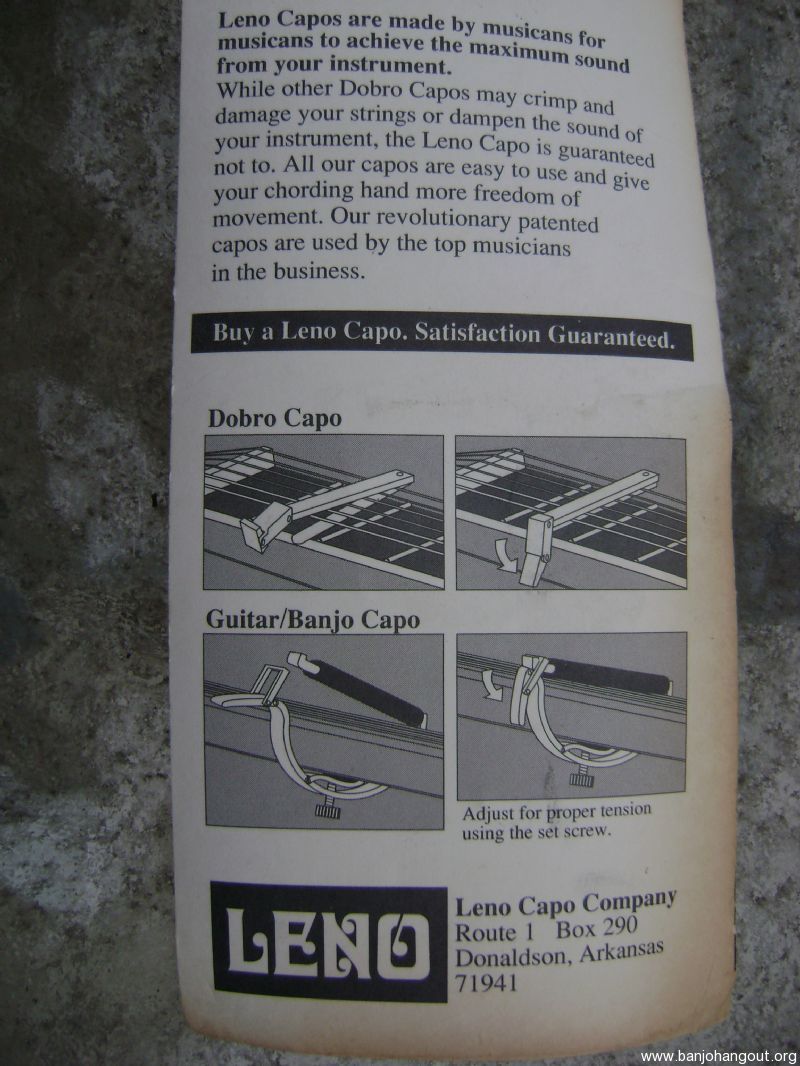 Leno Capos are made by musicans for
musicans to achieve the maximum sound
from your instrument.
While other Dobro Capos may crimp and
damage your strings or dampen the sound of
your instrument, the Leno Capo is guaranteed
not to. All our capos are easy to use and give
your chording hand more freedom of
movement. Our revolutionary patented
capos are used by the top musicians
in the business.
Buy a Leno Capo. Satisfaction Guaranteed.
Dobro Capo
Guitar/Banjo Capo
Adjust for proper tension
using the set screw.
LENO
Leno Capo Company
Route 1 Box 290
Donaldson, Arkansas
71941
www.banjohangout.org